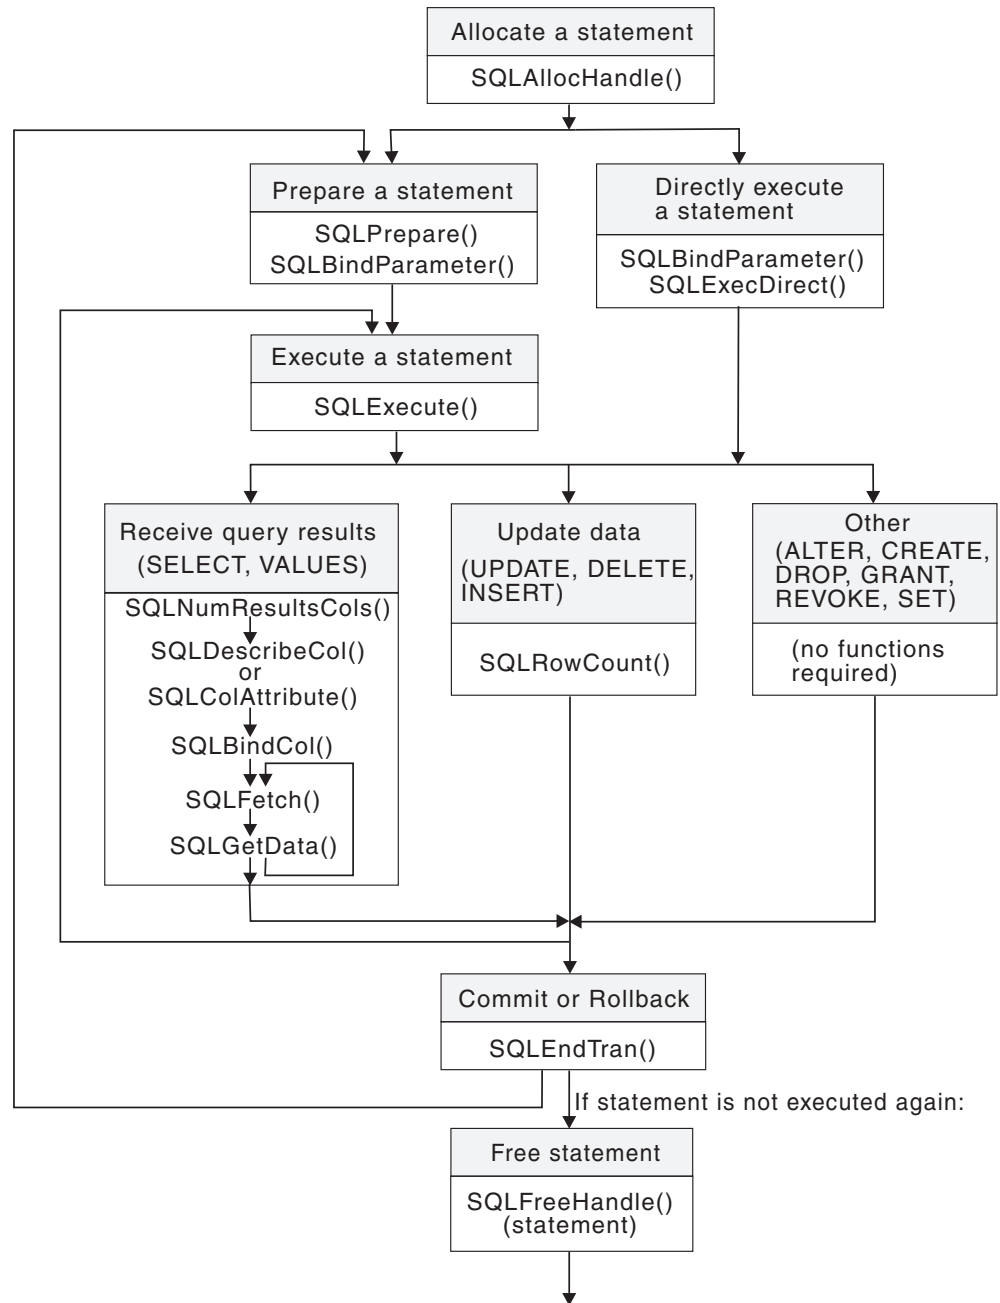 Allocate a statement
SQLAllocHandle()
Prepare a statement
SQLPrepare()
SQLBindParameter()
Directly execute
a statement
SQLBindParameter()
SQLExecDirect()
Execute a statement
SQLExecute()
Receive query results
(SELECT, VALUES)
SQLNumResultsCols()
SQLDescribeCol()
or
SQLColAttribute()
SQLBindCol()
SQLFetch()
SQLGetData()
Update data
(UPDATE, DELETE,
INSERT)
SQLRowCount()
Other
(ALTER, CREATE,
DROP, GRANT,
REVOKE, SET)
(no functions
required)
Commit or Rollback
SQLEndTran()
If statement is not executed again:
Free statement
SQLFreeHandle()
(statement)